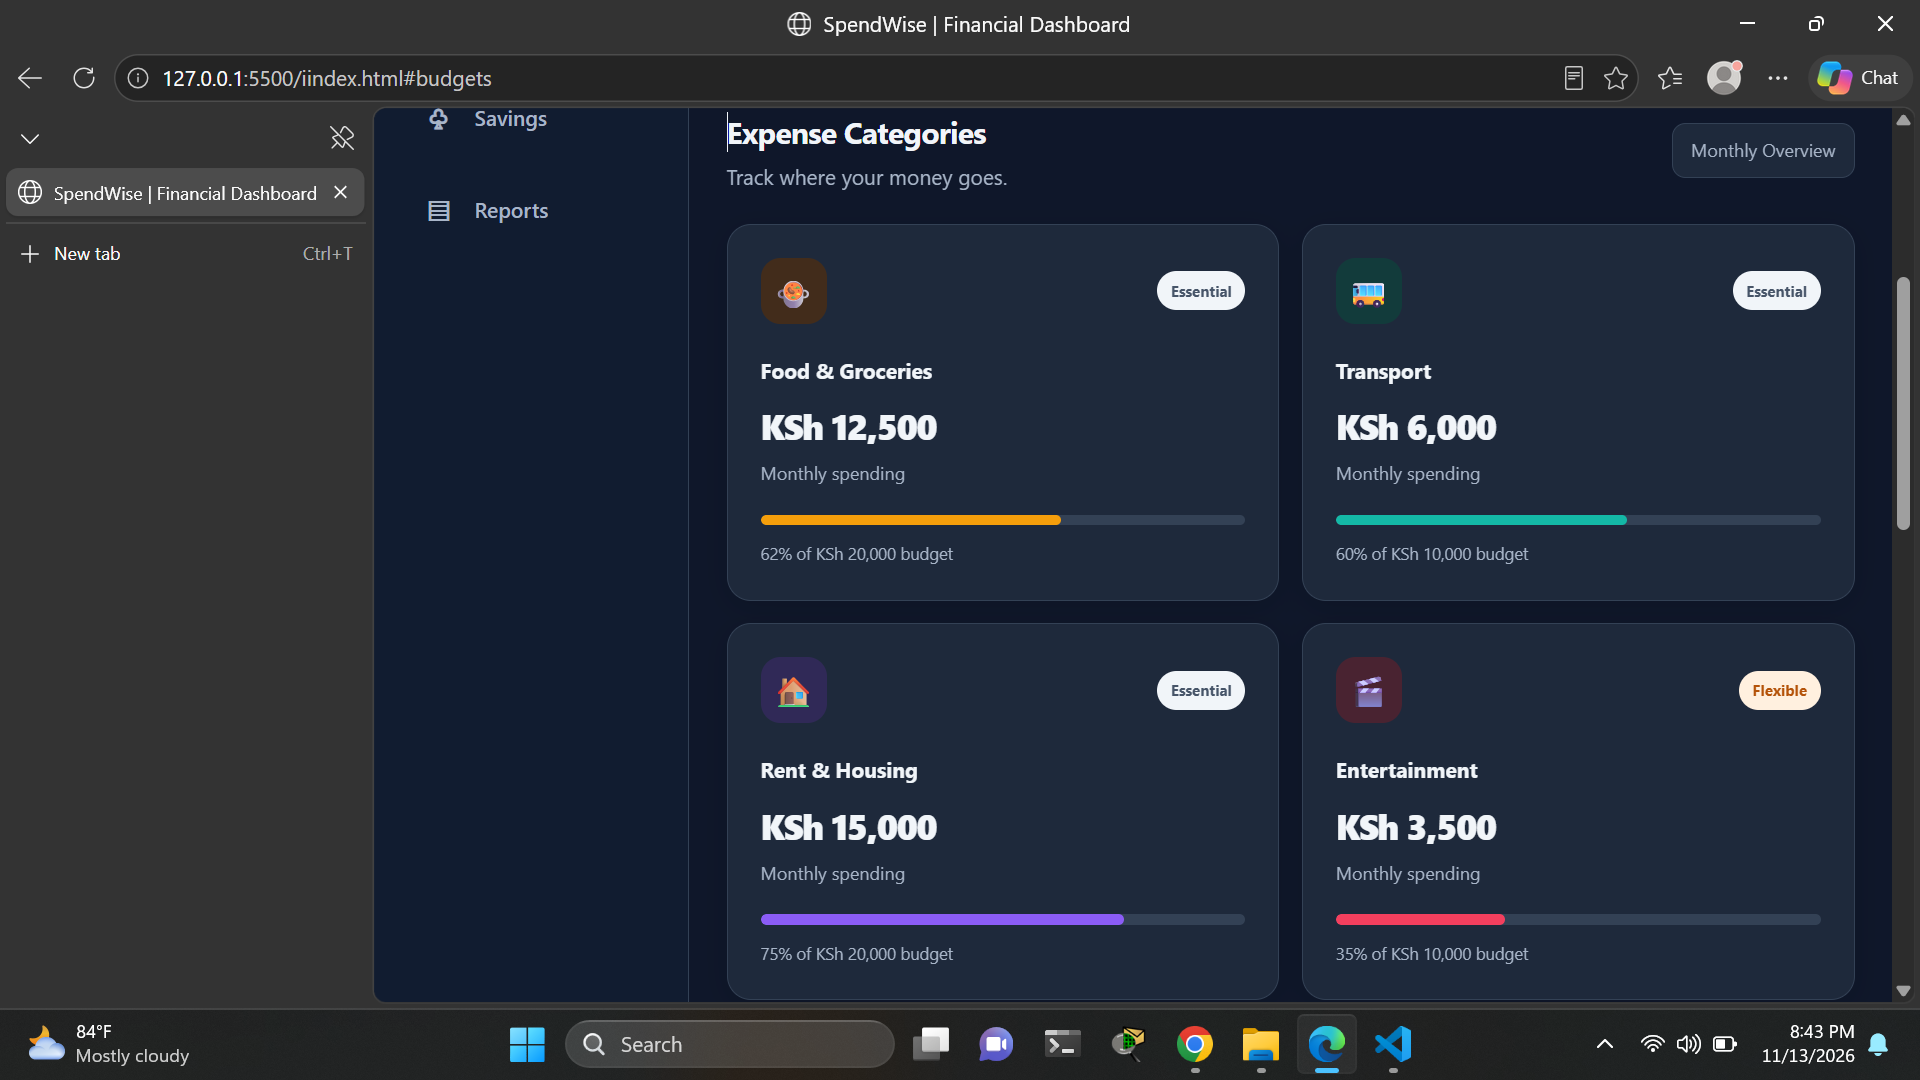 SpendWise | Financial Dashboard
127.0.0.1:5500/iindex.html#budgets
Chat
SpendWise | Financial Dashboard
New tab
Ctrl+T
Savings
Reports
Expense Categories
Track where your money goes.
Monthly Overview
Essential
Food & Groceries
KSh 12,500
Monthly spending
62% of KSh 20,000 budget
Essential
Transport
KSh 6,000
Monthly spending
60% of KSh 10,000 budget
Essential
Rent & Housing
KSh 15,000
Monthly spending
75% of KSh 20,000 budget
Flexible
Entertainment
KSh 3,500
Monthly spending
35% of KSh 10,000 budget
84°F
Mostly cloudy
Search
8:43 PM
11/13/2026